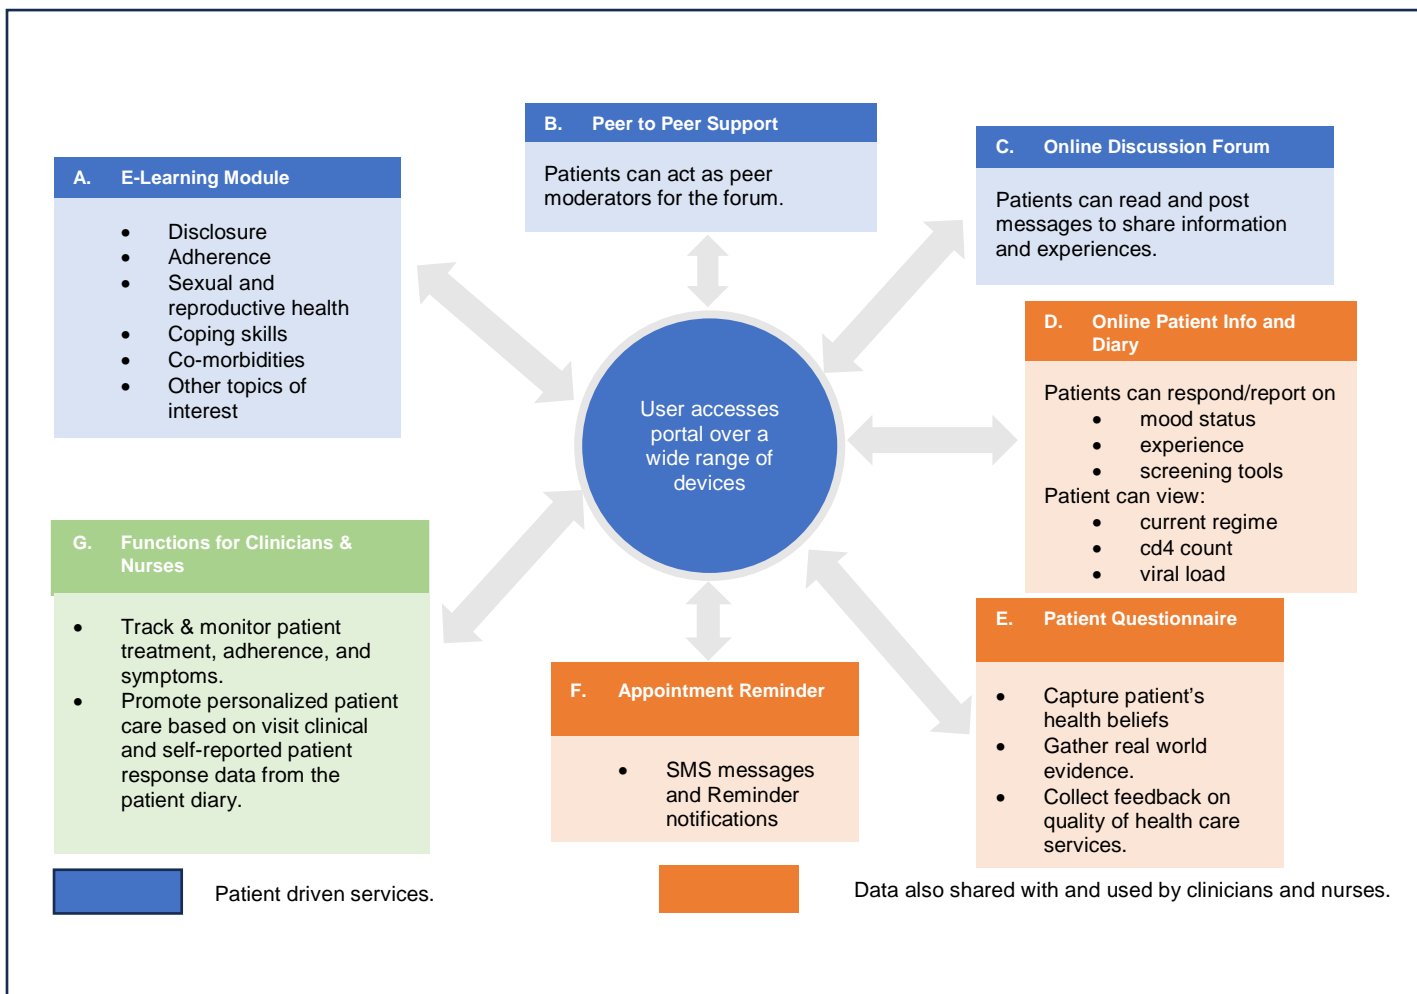 A. E-Learning Module
• Disclosure
• Adherence
• Sexual and
reproductive health
• Coping skills
• Co-morbidities
• Other topics of
interest
B. Peer to Peer Support
Patients can act as peer
moderators for the forum.
C. Online Discussion Forum
Patients can read and post
messages to share information
and experiences.
D. Online Patient Info and
Diary
Patients can respond/report on
• mood status
• experience
• screening tools
Patient can view:
• current regime
• cd4 count
• viral load
User accesses
portal over a
wide range of
devices
G. Functions for Clinicians &
Nurses
• Track & monitor patient
treatment, adherence, and
symptoms.
• Promote personalized patient
care based on visit clinical
and self-reported patient
response data from the
patient diary.
F. Appointment Reminder
• SMS messages
and Reminder
notifications
E. Patient Questionnaire
• Capture patient’s
health beliefs
• Gather real world
evidence.
• Collect feedback on
quality of health care
services.
Patient driven services.
Data also shared with and used by clinicians and nurses.